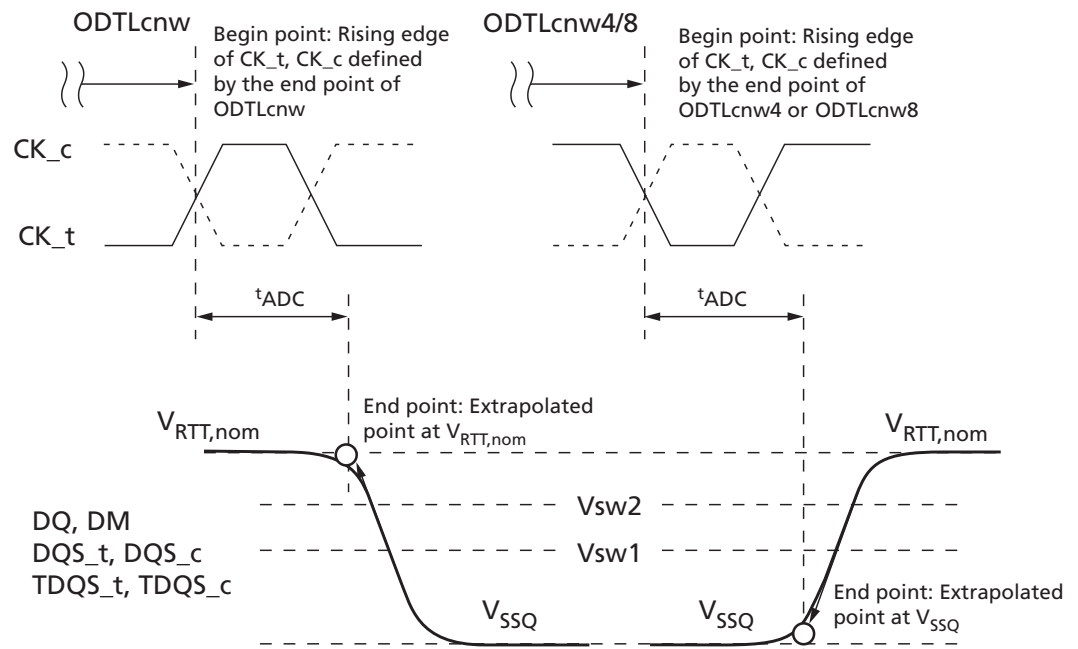 ODTLcnw
Begin point: Rising edge
of CK_t, CK_c defined
by the end point of
ODTLcnw
ODTLcnw4/8
Begin point: Rising edge
of CK_t, CK_c defined
by the end point of
ODTLcnw4 or ODTLcnw8
CK_c
CK_t
tADC
tADC
VRTT,nom
End point: Extrapolated
point at VRTT,nom
VRTT,nom
Vsw2
Vsw1
DQ, DM
DQS_t, DQS_c
TDQS_t, TDQS_c
VSSQ
VSSQ
End point: Extrapolated
point at VSSQ